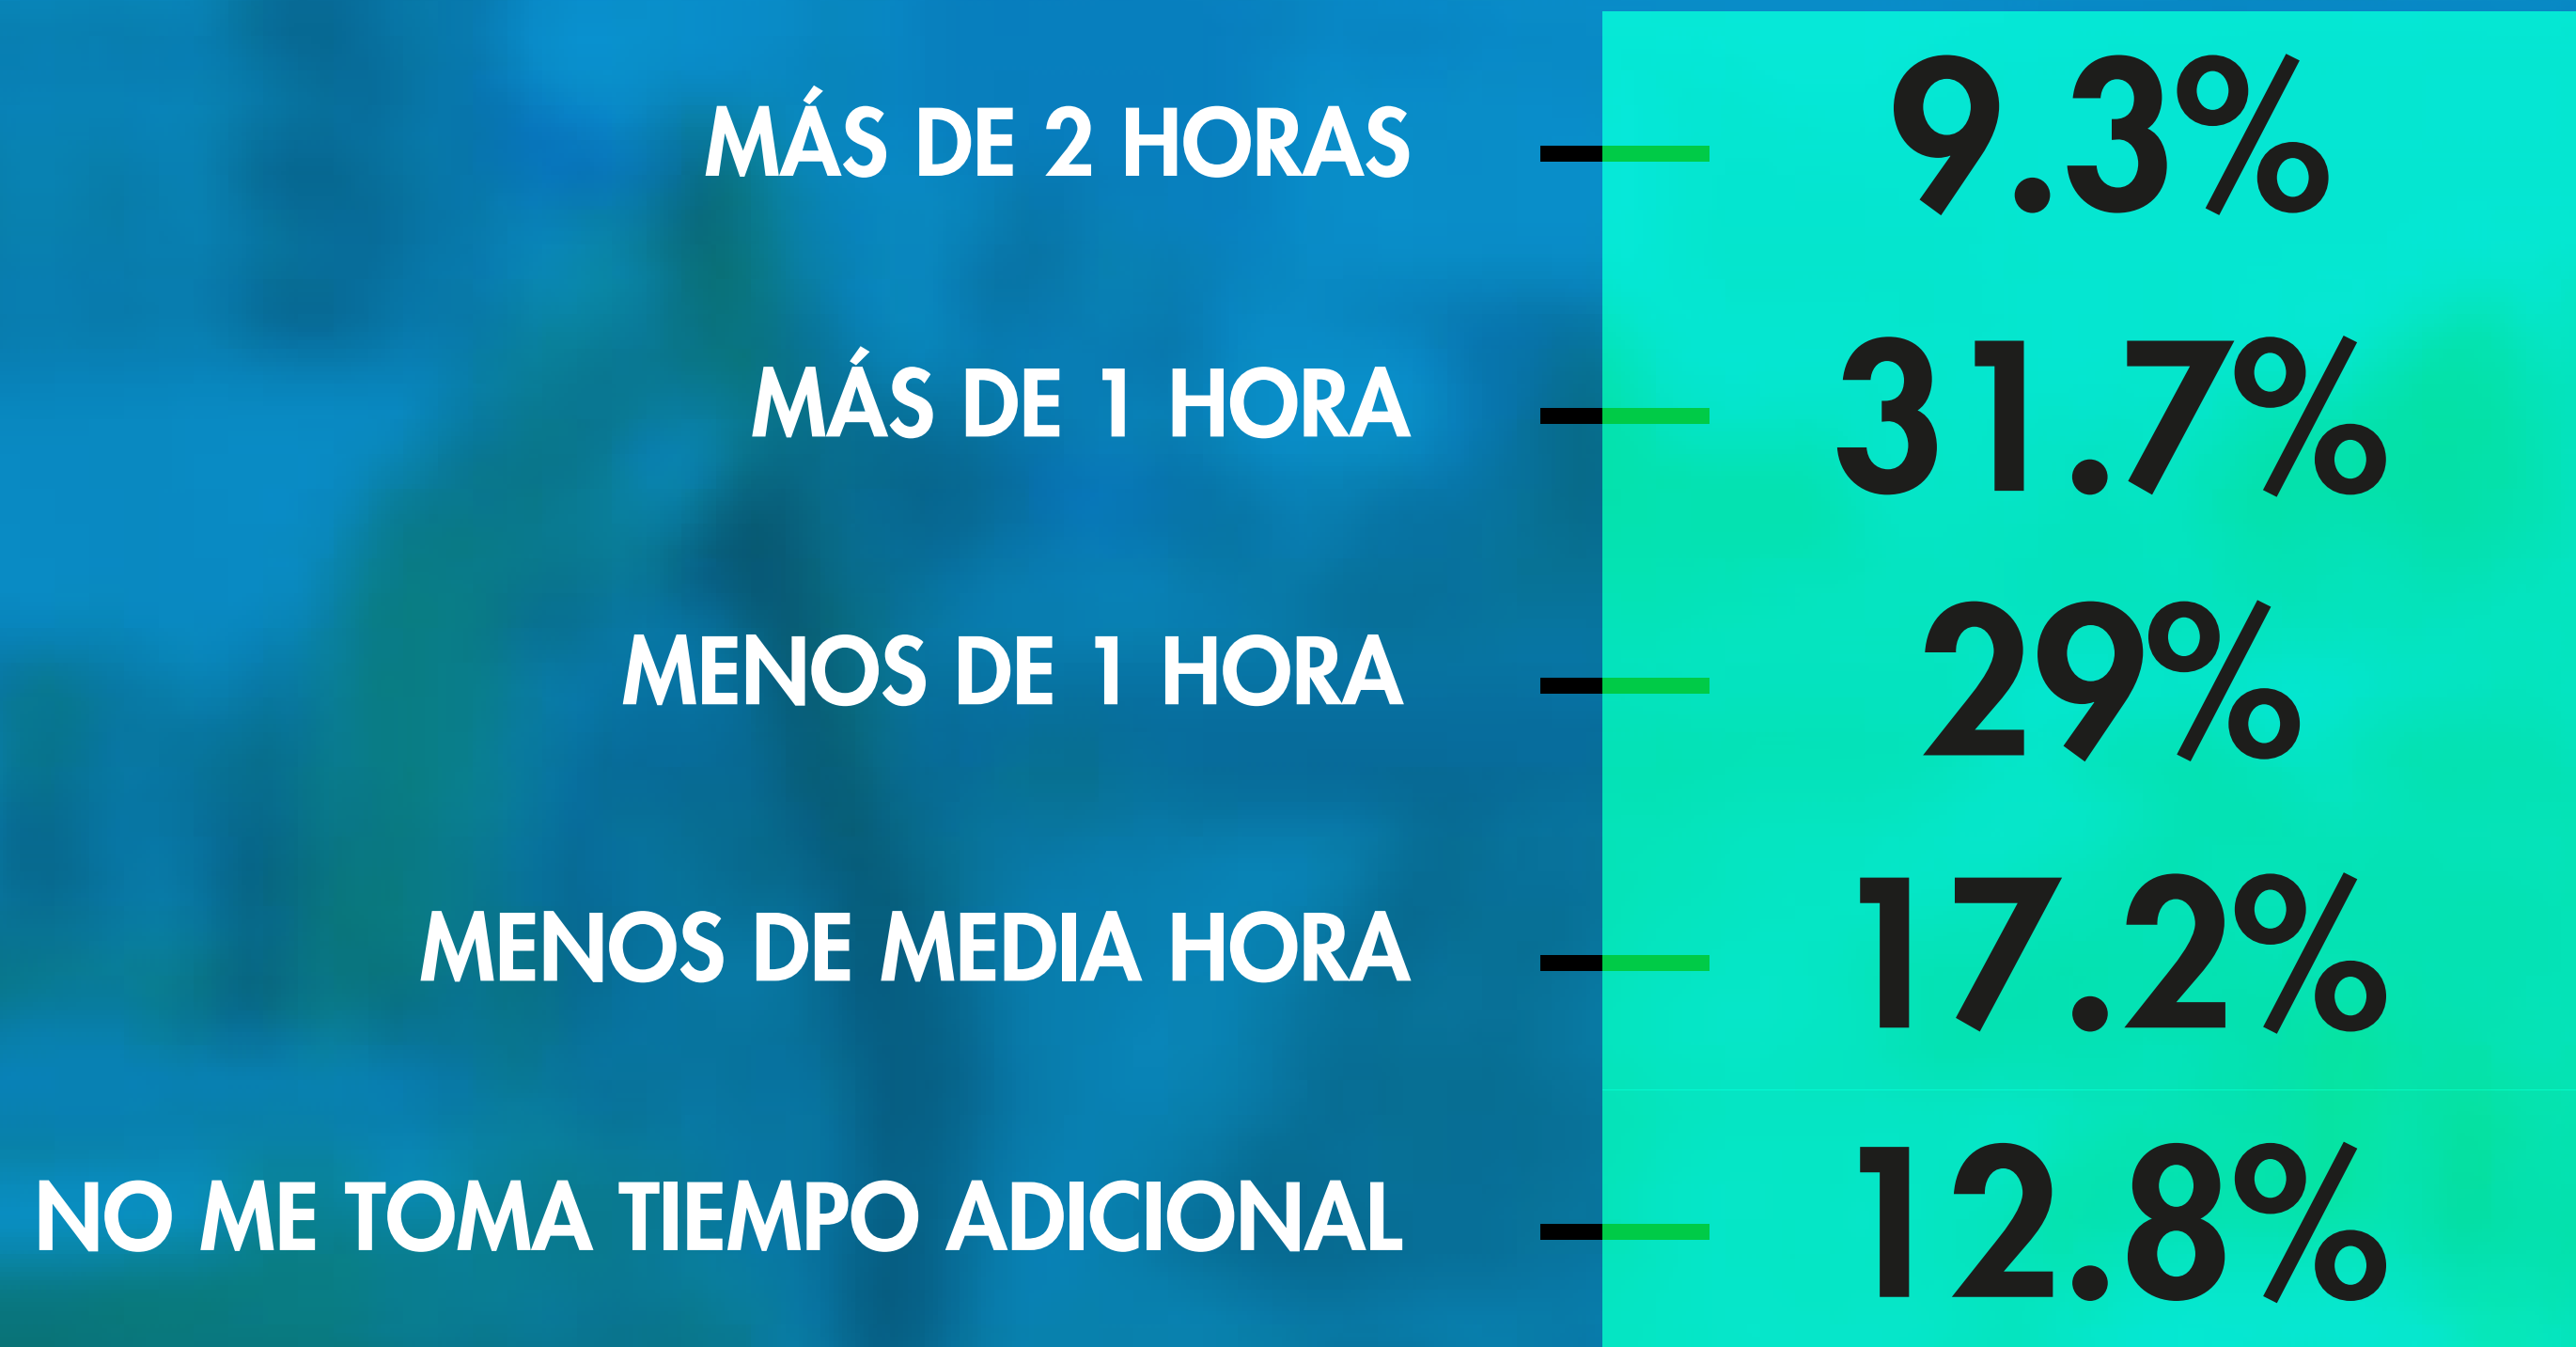 MÁS DE 2 HORAS 9.3%
MÁS DE 1 HORA 31.7%
MENOS DE 1 HORA 29%
MENOS DE MEDIA HORA 17.2%
NO ME TOMA TIEMPO ADICIONAL 12.8%